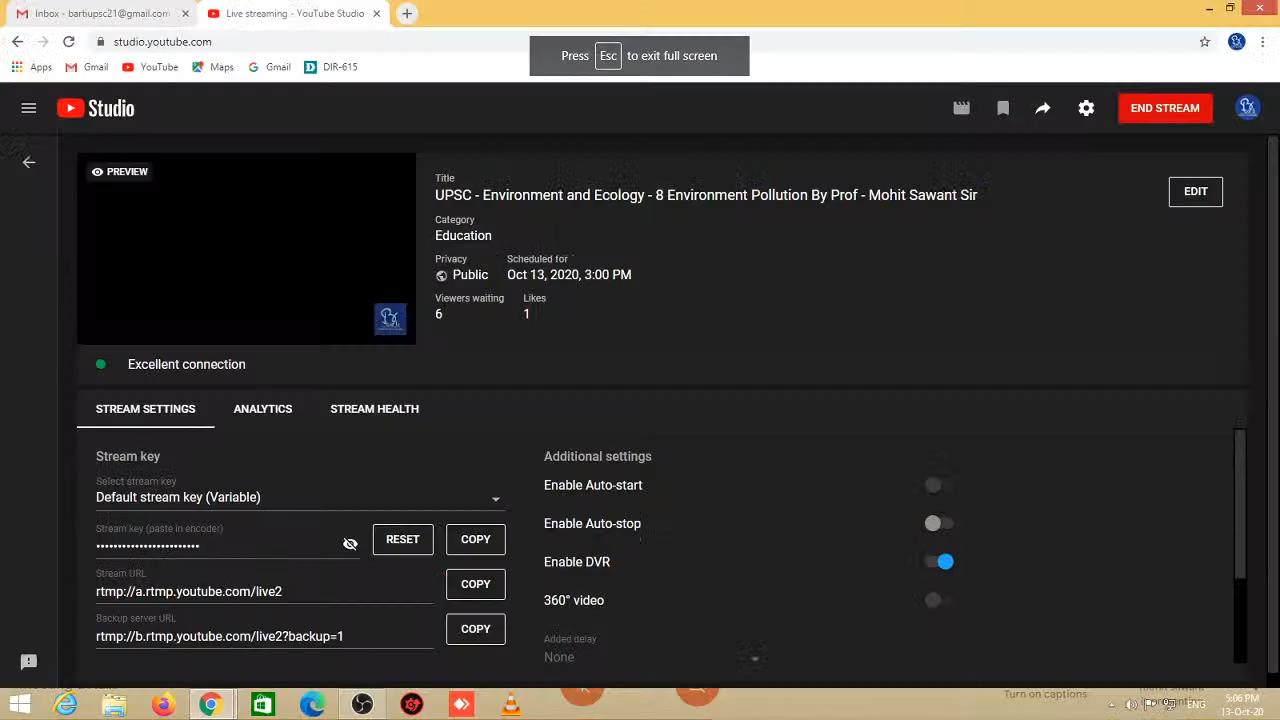 Inbox - bartiupsc21@gmail.com
Live streaming - YouTube Studio
studio.youtube.com
Press Esc to exit full screen
Apps Gmail YouTube Maps Gmail DIR-615
Studio
END STREAM
PREVIEW
Title
UPSC - Environment and Ecology - 8 Environment Pollution By Prof - Mohit Sawant Sir
EDIT
Category
Education
Privacy Scheduled for
Public Oct 13, 2020, 3:00 PM
Viewers waiting Likes
6 1
Excellent connection
STREAM SETTINGS ANALYTICS STREAM HEALTH
Stream key
Select stream key
Default stream key (Variable)
Stream key (paste in encoder)
RESET COPY
Stream URL
rtmp://a.rtmp.youtube.com/live2
COPY
Backup server URL
rtmp://b.rtmp.youtube.com/live2?backup=1
COPY
Additional settings
Enable Auto-start
Enable Auto-stop
Enable DVR
360° video
Added delay
None
Turn on captions
ENG
5:06 PM
13-Oct-20